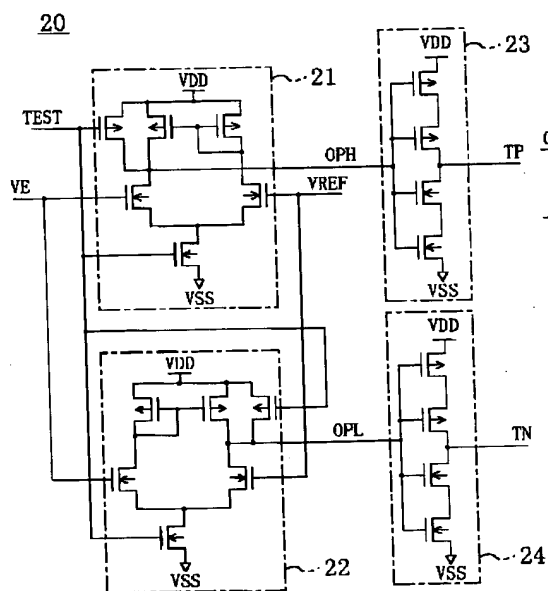 20
VDD
21
TEST
VE
OPH
VREF
VSS
VDD
23
TP
VSS
VDD
OPL
VSS
22
VDD
TN
VSS
24